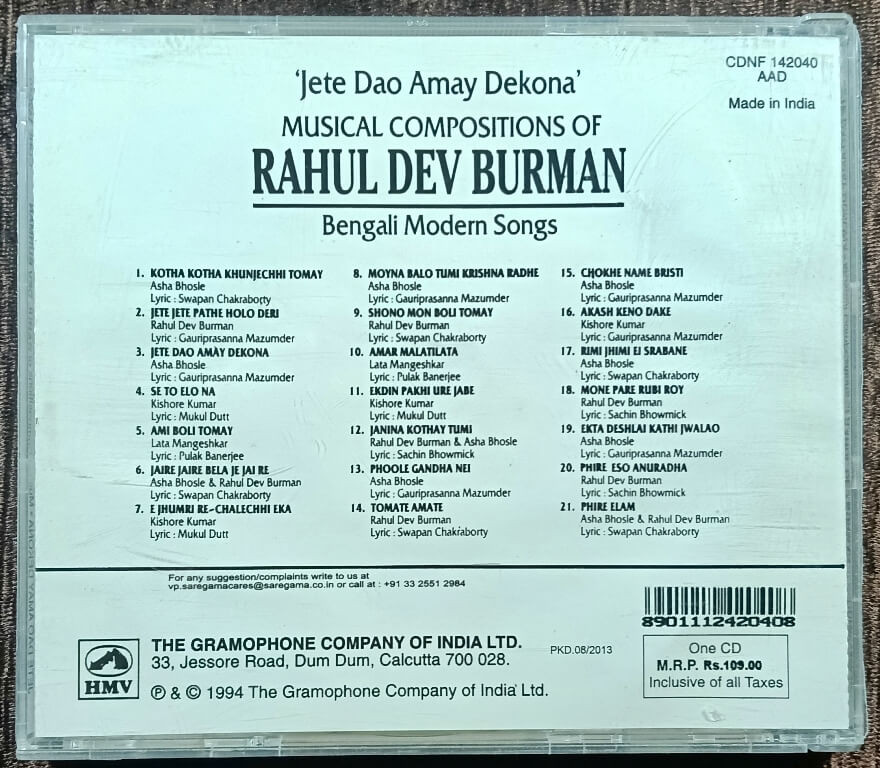 'Jete Dao Amay Dekona'
CDNF 142040
AAD
Made in India
MUSICAL COMPOSITIONS OF
RAHUL DEV BURMAN
Bengali Modern Songs
1. KOTHA KOTHA KHUNJECHHI TOMAY
Asha Bhosle
Lyric : Swapan Chakraborty
2. JETE JETE PATHE HOLO DERI
Rahul Dev Burman
Lyric : Gauriprasanna Mazumder
3. JETE DAO AMAY DEKONA
Asha Bhosle
Lyric : Gauriprasanna Mazumder
4. SE TO ELO NA
Kishore Kumar
Lyric : Mukul Dutt
5. AMI BOLI TOMAY
Lata Mangeshkar
Lyric : Pulak Banerjee
6. JAIRE JAIRE BELA JE JAI RE
Asha Bhosle & Rahul Dev Burman
Lyric : Swapan Chakraborty
7. E JHUMRI RE-CHALECHHI EKA
Kishore Kumar
Lyric : Mukul Dutt
8. MOYNA BALO TUMI KRISHNA RADHE
Asha Bhosle
Lyric : Gauriprasanna Mazumder
9. SHONO MON BOLI TOMAY
Rahul Dev Burman
Lyric : Swapan Chakraborty
10. AMAR MALATILATA
Lata Mangeshkar
Lyric : Pulak Banerjee
11. EKDIN PAKHI URE JABE
Kishore Kumar
Lyric : Mukul Dutt
12. JANINA KOTHAY TUMI
Rahul Dev Burman & Asha Bhosle
Lyric : Sachin Bhowmick
13. PHOOLE GANDHA NEI
Asha Bhosle
Lyric : Gauriprasanna Mazumder
14. TOMATE AMATE
Rahul Dev Burman
Lyric : Swapan Chakraborty
15. CHOKHE NAME BRISTI
Asha Bhosle
Lyric : Gauriprasanna Mazumder
16. AKASH KENO DAKE
Kishore Kumar
Lyric : Gauriprasanna Mazumder
17. RIMI JHIMI EI SRABANE
Asha Bhosle
Lyric : Swapan Chakraborty
18. MONE PARE RUBI ROY
Rahul Dev Burman
Lyric : Sachin Bhowmick
19. EKTA DESHLAI KATHI JWALAO
Asha Bhosle
Lyric : Gauriprasanna Mazumder
20. PHIRE ESO ANURADHA
Rahul Dev Burman
Lyric : Sachin Bhowmick
21. PHIRE ELAM
Asha Bhosle & Rahul Dev Burman
Lyric : Swapan Chakraborty
For any suggestion/complaints write to us at
vp.saregamacares@saregama.co.in or call at : +91 33 2551 2984
8901112420408
HMV
THE GRAMOPHONE COMPANY OF INDIA LTD.
33, Jessore Road, Dum Dum, Calcutta 700 028.
PKD.08/2013
℗ & © 1994 The Gramophone Company of India Ltd.
One CD
M.R.P. Rs.109.00
Inclusive of all Taxes